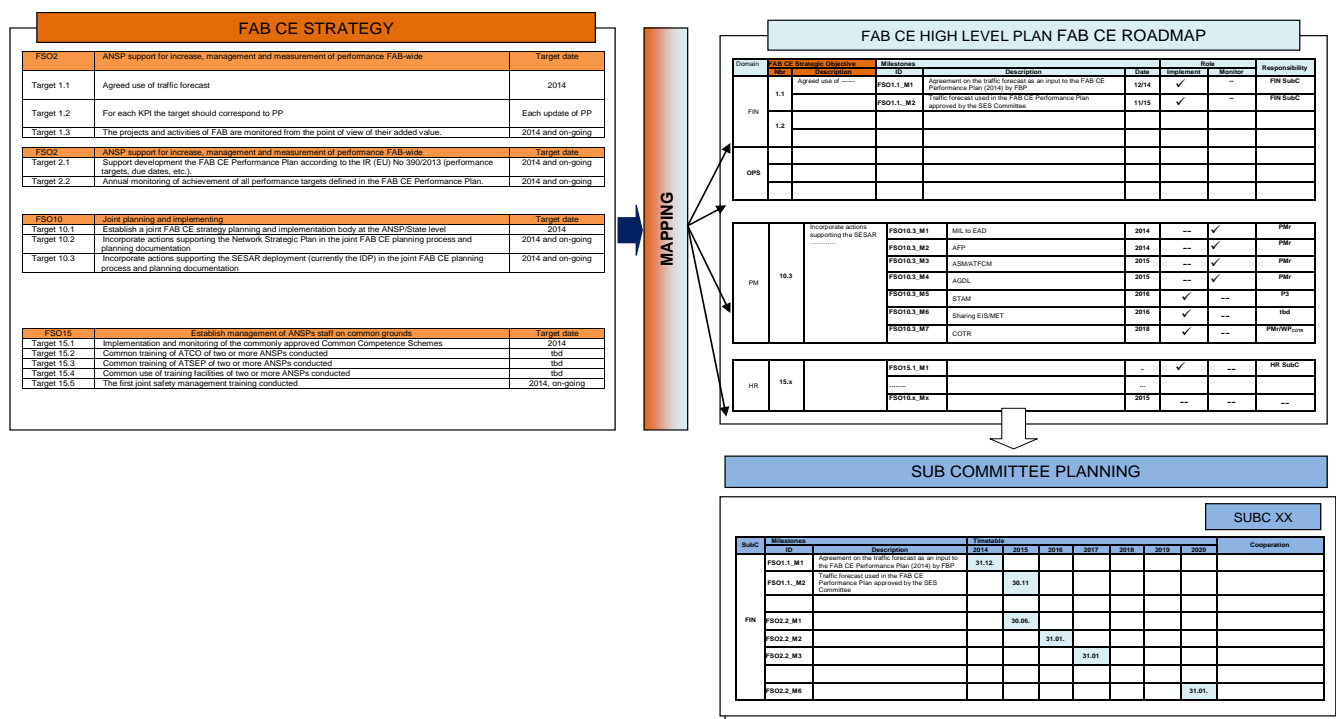 FAB CE STRATEGY
FSO2 ANSP support for increase, management and measurement of performance FAB-wide Target date
Target 1.1 Agreed use of traffic forecast 2014
Target 1.2 For each KPI the target should correspond to PP Each update of PP
Target 1.3 The projects and activities of FAB are monitored from the point of view of their added value. 2014 and on-going
FSO2 ANSP support for increase, management and measurement of performance FAB-wide Target date
Target 2.1 Support development the FAB CE Performance Plan according to the IR (EU) No 390/2013 (performance targets, due dates, etc.). 2014 and on-going
Target 2.2 Annual monitoring of achievement of all performance targets defined in the FAB CE Performance Plan. 2014 and on-going
FSO10 Joint planning and implementing Target date
Target 10.1 Establish a joint FAB CE strategy planning and implementation body at the ANSP/State level 2014
Target 10.2 Incorporate actions supporting the Network Strategic Plan in the joint FAB CE planning process and planning documentation 2014 and on-going
Target 10.3 Incorporate actions supporting the SESAR deployment (currently the IDP) in the joint FAB CE planning process and planning documentation 2014 and on-going
FSO15 Establish management of ANSPs staff on common grounds Target date
Target 15.1 Implementation and monitoring of the commonly approved Common Competence Schemes 2014
Target 15.2 Common training of ATCO of two or more ANSPs conducted tbd
Target 15.3 Common training of ATSEP of two or more ANSPs conducted tbd
Target 15.4 Common use of training facilities of two or more ANSPs conducted tbd
Target 15.5 The first joint safety management training conducted 2014, on-going
MAPPING
FAB CE HIGH LEVEL PLAN FAB CE ROADMAP
Domain FAB CE Strategic Objective Milestones Role Responsibility
Nbr Description ID Description Date Implement Monitor
FIN 1.1 Agreed use of ------ FSO1.1_M1 Agreement on the traffic forecast as an input to the FAB CE Performance Plan (2014) by FBP 12/14 ✓ -- FIN SubC
FSO1.1._M2 Traffic forecast used in the FAB CE Performance Plan approved by the SES Committee 11/15 ✓ -- FIN SubC
1.2
OPS
PM 10.3 Incorporate actions supporting the SESAR ............
FSO10.3_M1 MIL to EAD 2014 -- ✓ PMr
FSO10.3_M2 AFP 2014 -- ✓ PMr
FSO10.3_M3 ASM/ATFCM 2015 -- ✓ PMr
FSO10.3_M4 AGDL 2015 -- ✓ PMr
FSO10.3_M5 STAM 2016 ✓ -- P3
FSO10.3_M6 Sharing EIS/MET 2016 ✓ -- tbd
FSO10.3_M7 COTR 2018 ✓ -- PMr/WPCOTR
HR 15.x FSO15.1_M1 .. ✓ -- HR SubC
........ ...
FSO10.x_Mx 2015 -- -- --
SUB COMMITTEE PLANNING
SUBC XX
SubC Milestones Timetable Cooperation
ID Description 2014 2015 2016 2017 2018 2019 2020
FIN FSO1.1_M1 Agreement on the traffic forecast as an input to the FAB CE Performance Plan (2014) by FBP 31.12.
FSO1.1._M2 Traffic forecast used in the FAB CE Performance Plan approved by the SES Committee 30.11
FSO2.2_M1 30.06.
FSO2.2_M2 31.01.
FSO2.2_M3 31.01
FSO2.2_M6 31.01.